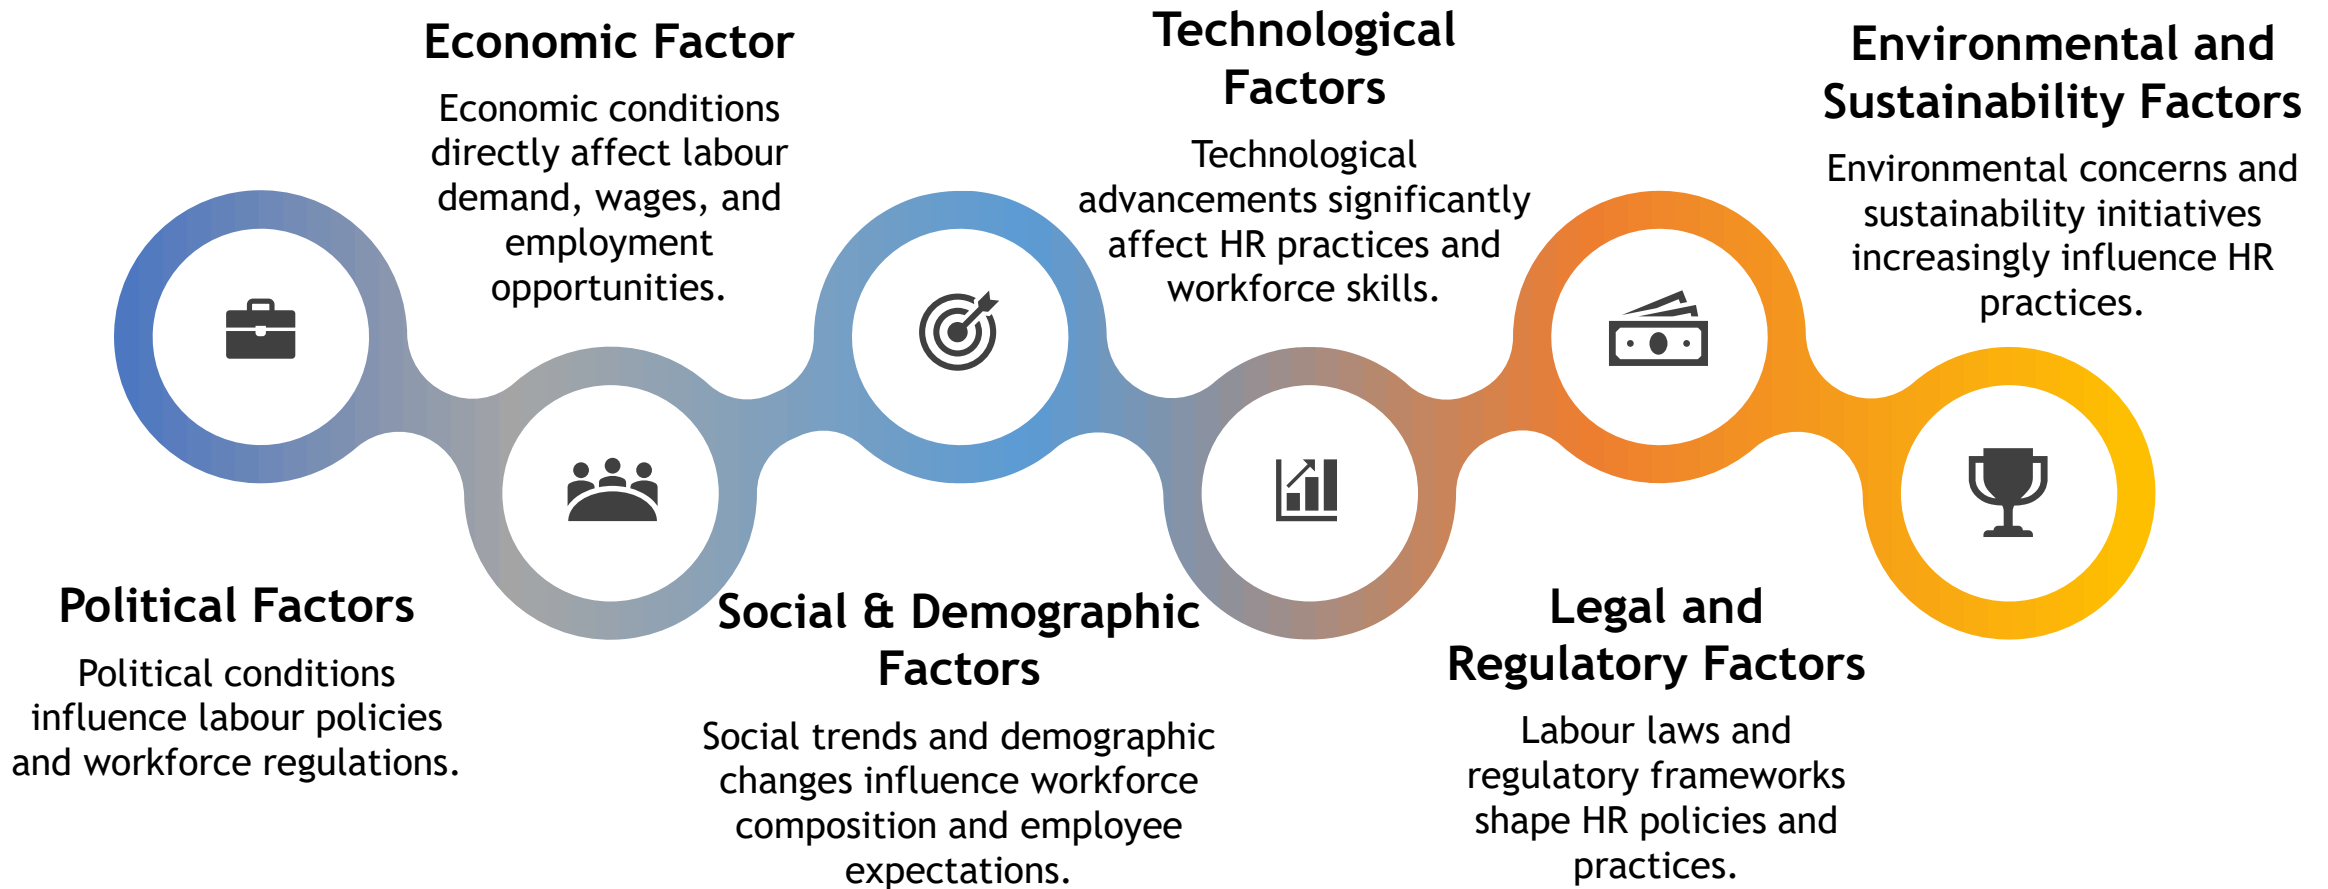 Political Factors
Political conditions
influence labour policies
and workforce regulations.
Economic Factor
Economic conditions
directly affect labour
demand, wages, and
employment
opportunities.
Social & Demographic
Factors
Social trends and demographic
changes influence workforce
composition and employee
expectations.
Technological
Factors
Technological
advancements significantly
affect HR practices and
workforce skills.
Legal and
Regulatory Factors
Labour laws and
regulatory frameworks
shape HR policies and
practices.
Environmental and
Sustainability Factors
Environmental concerns and
sustainability initiatives
increasingly influence HR
practices.